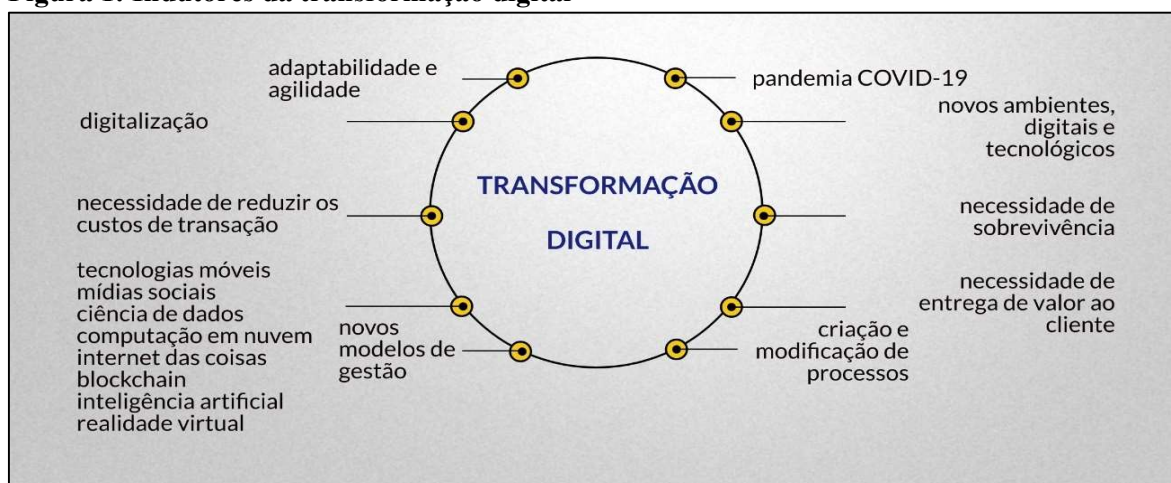 Figura 1: Indutores da transformação digital
adaptabilidade e
agilidade
pandemia COVID-19
digitalização
novos ambientes,
digitais e
tecnológicos
TRANSFORMAÇÃO
DIGITAL
necessidade de reduzir os
custos de transação
necessidade de
sobrevivência
tecnologias móveis
mídias sociais
ciência de dados
computação em nuvem
internet das coisas
blockchain
inteligência artificial
realidade virtual
novos
modelos de
gestão
criação e
modificação de
processos
necessidade de
entrega de valor ao
cliente